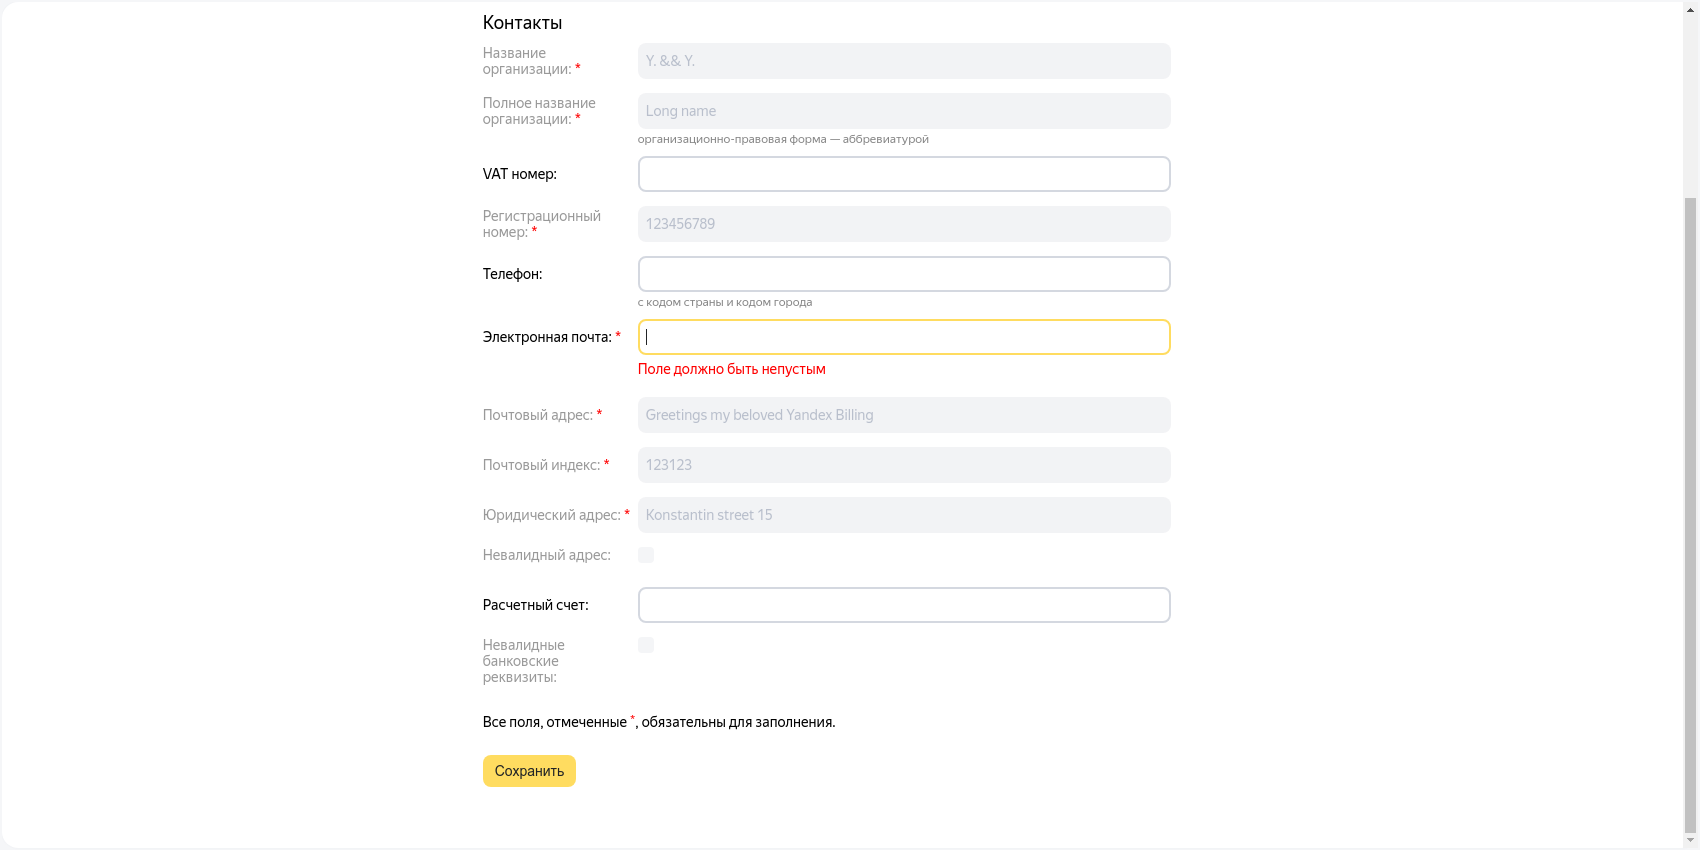 Контакты
Название
организации: *
Y. && Y.
Полное название
организации: *
Long name
организационно-правовая форма — аббревиатурой
VAT номер:
Регистрационный
номер: *
123456789
Телефон:
с кодом страны и кодом города
Электронная почта: *
Поле должно быть непустым
Почтовый адрес: *
Greetings my beloved Yandex Billing
Почтовый индекс: *
123123
Юридический адрес: *
Konstantin street 15
Невалидный адрес:
Расчетный счет:
Невалидные
банковские
реквизиты:
Все поля, отмеченные *, обязательны для заполнения.
Сохранить